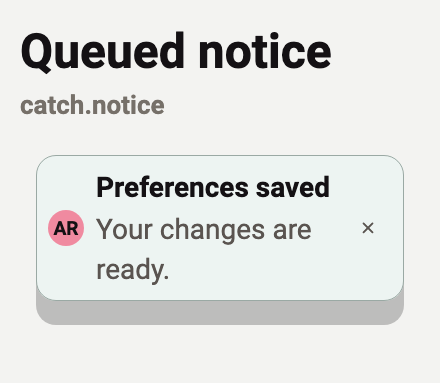 Queued notice
catch.notice
Preferences saved
AR
Your changes are
ready.
×